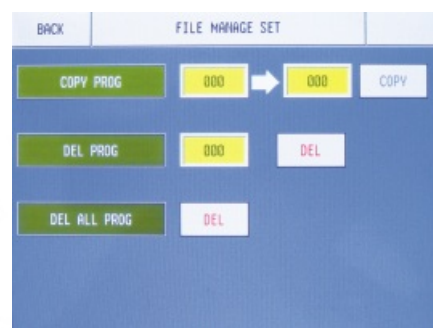 BACK FILE MANAGE SET
COPY PROG 000 000 COPY
DEL PROG 000 DEL
DEL ALL PROG DEL